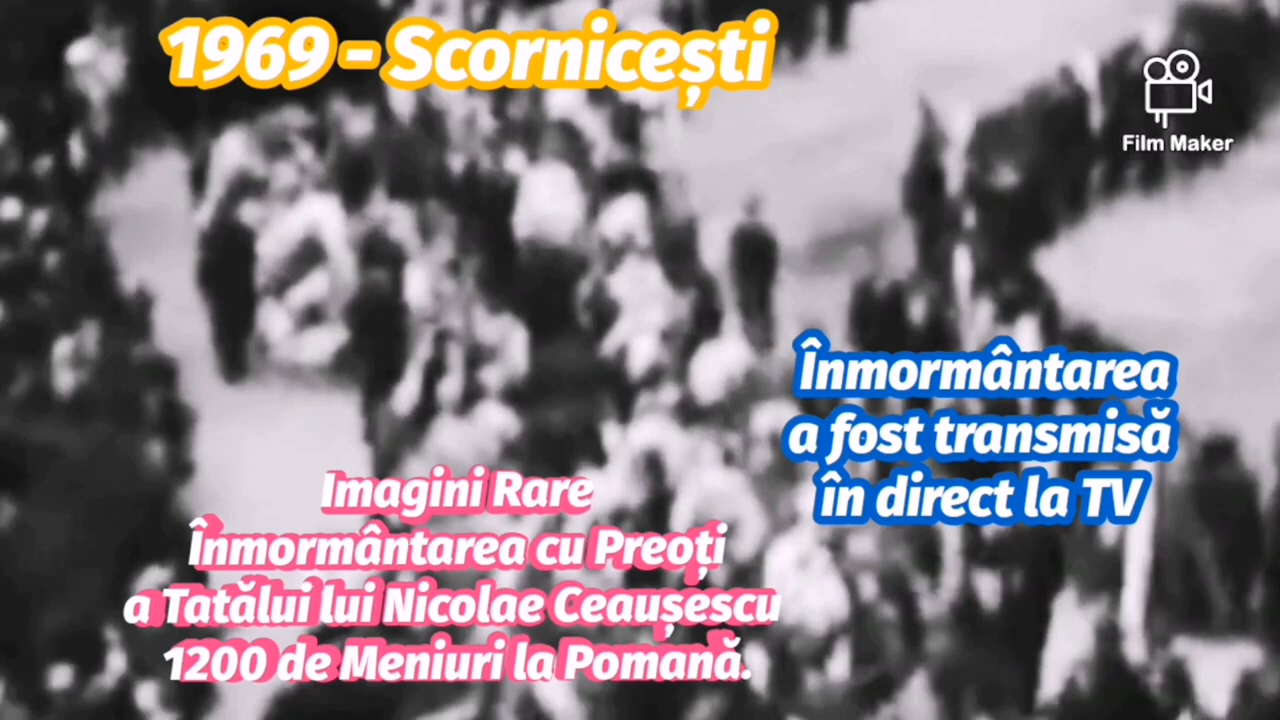 1969 - Scornicești
Film Maker
Înmormântarea
a fost transmisă
în direct la TV
Imagini Rare
Înmormântarea cu Preoți
a Tatălui lui Nicolae Ceaușescu
1200 de Meniuri la Pomană.